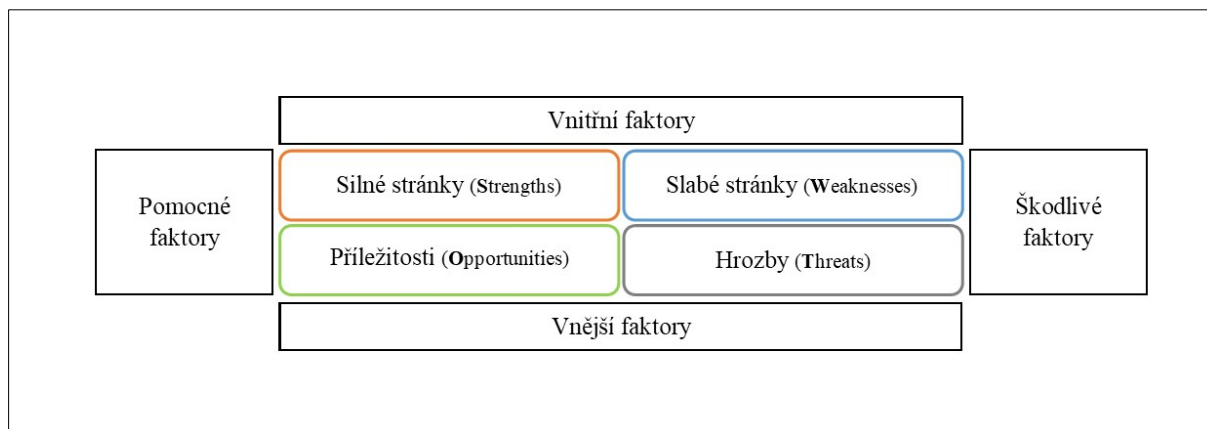 Vnitřní faktory
Pomocné
faktory
Silné stránky (Strengths)
Slabé stránky (Weaknesses)
Škodlivé
faktory
Příležitosti (Opportunities)
Hrozby (Threats)
Vnější faktory